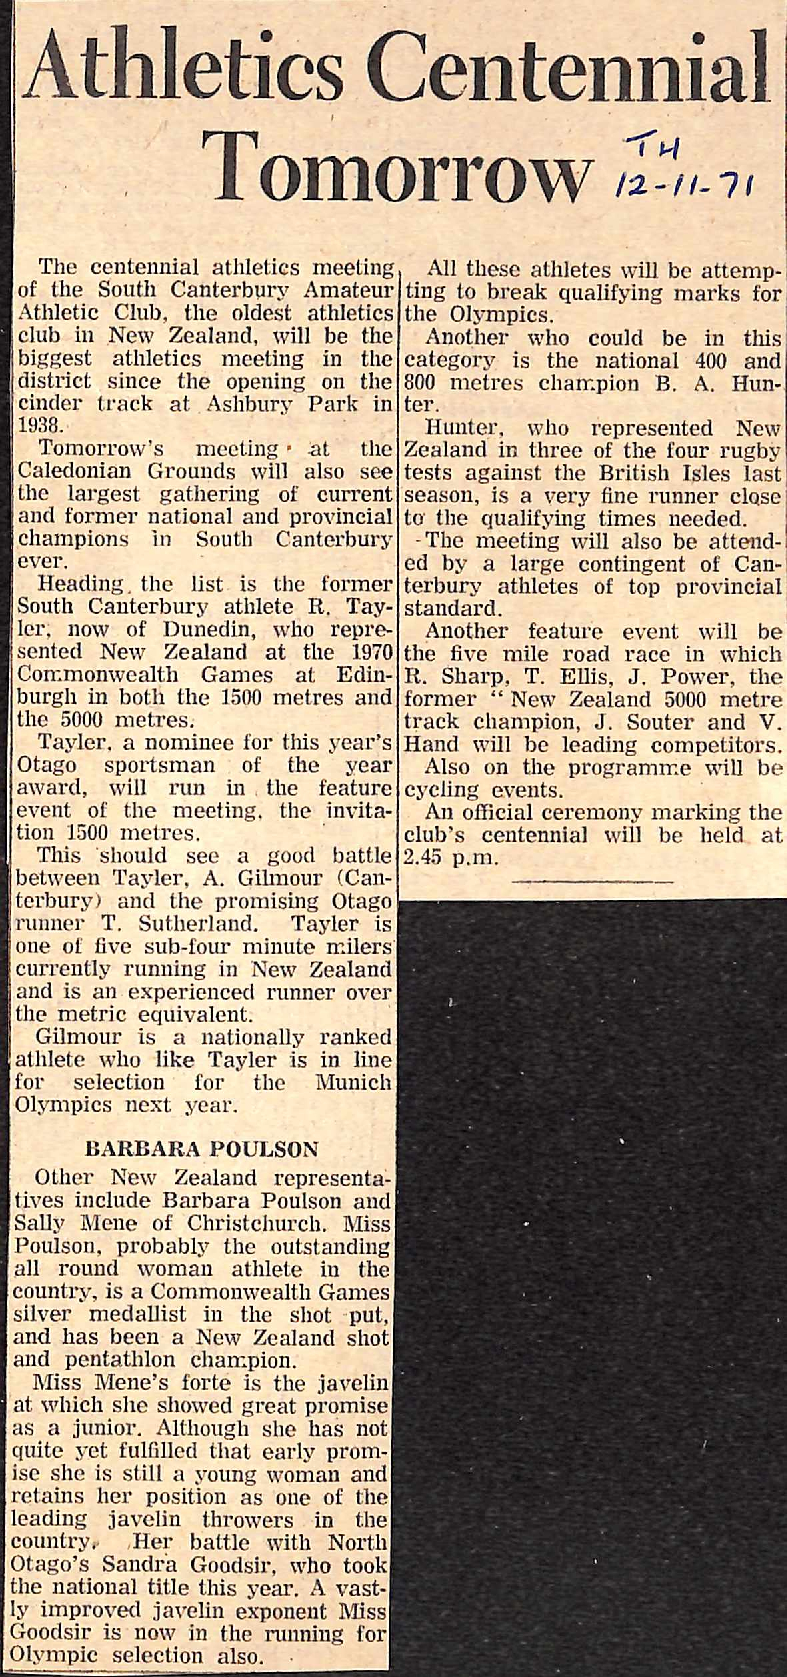 Athletics Centennial
Tomorrow
TH
12-11-71
The centennial athletics meeting
of the South Canterbury Amateur
Athletic Club, the oldest athletics
club in New Zealand, will be the
biggest athletics meeting in the
district since the opening on the
cinder track at Ashbury Park in
1938.
Tomorrow's meeting at the
Caledonian Grounds will also see
the largest gathering of current
and former national and provincial
champions in South Canterbury
ever.
Heading the list is the former
South Canterbury athlete R. Tay-
ler, now of Dunedin, who repre-
sented New Zealand at the 1970
Commonwealth Games at Edin-
burgh in both the 1500 metres and
the 5000 metres.
Tayler, a nominee for this year's
Otago sportsman of the year
award, will run in the feature
event of the meeting, the invita-
tion 1500 metres.
This should see a good battle
between Tayler, A. Gilmour (Can-
terbury) and the promising Otago
runner T. Sutherland. Tayler is
one of five sub-four minute milers
currently running in New Zealand
and is an experienced runner over
the metric equivalent.
Gilmour is a nationally ranked
athlete who like Tayler is in line
for selection for the Munich
Olympics next year.
BARBARA POULSON
Other New Zealand representa-
tives include Barbara Poulson and
Sally Mene of Christchurch. Miss
Poulson, probably the outstanding
all round woman athlete in the
country, is a Commonwealth Games
silver medallist in the shot put,
and has been a New Zealand shot
and pentathlon champion.
Miss Mene's forte is the javelin
at which she showed great promise
as a junior. Although she has not
quite yet fulfilled that early prom-
ise she is still a young woman and
retains her position as one of the
leading javelin throwers in the
country. Her battle with North
Otago's Sandra Goodsir, who took
the national title this year. A vast-
ly improved javelin exponent Miss
Goodsir is now in the running for
Olympic selection also.
All these athletes will be attemp-
ting to break qualifying marks for
the Olympics.
Another who could be in this
category is the national 400 and
800 metres champion B. A. Hun-
ter.
Hunter, who represented New
Zealand in three of the four rugby
tests against the British Isles last
season, is a very fine runner close
to the qualifying times needed.
-The meeting will also be attend-
ed by a large contingent of Can-
terbury athletes of top provincial
standard.
Another feature event will be
the five mile road race in which
R. Sharp, T. Ellis, J. Power, the
former “ New Zealand 5000 metre
track champion, J. Souter and V.
Hand will be leading competitors.
Also on the programme will be
cycling events.
An official ceremony marking the
club's centennial will be held at
2.45 p.m.